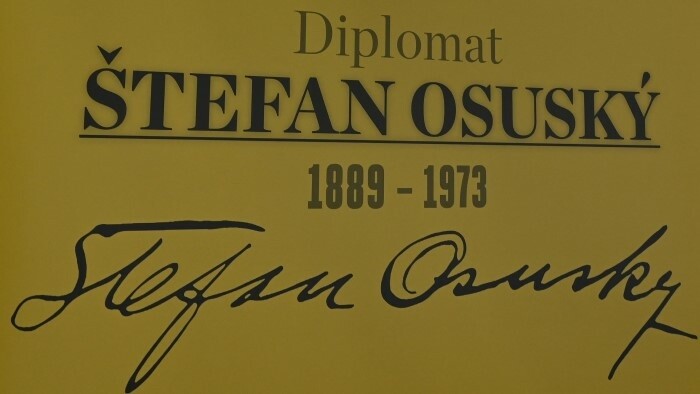 Diplomat
ŠTEFAN OSUSKÝ
1889 – 1973
Štefan Osusky